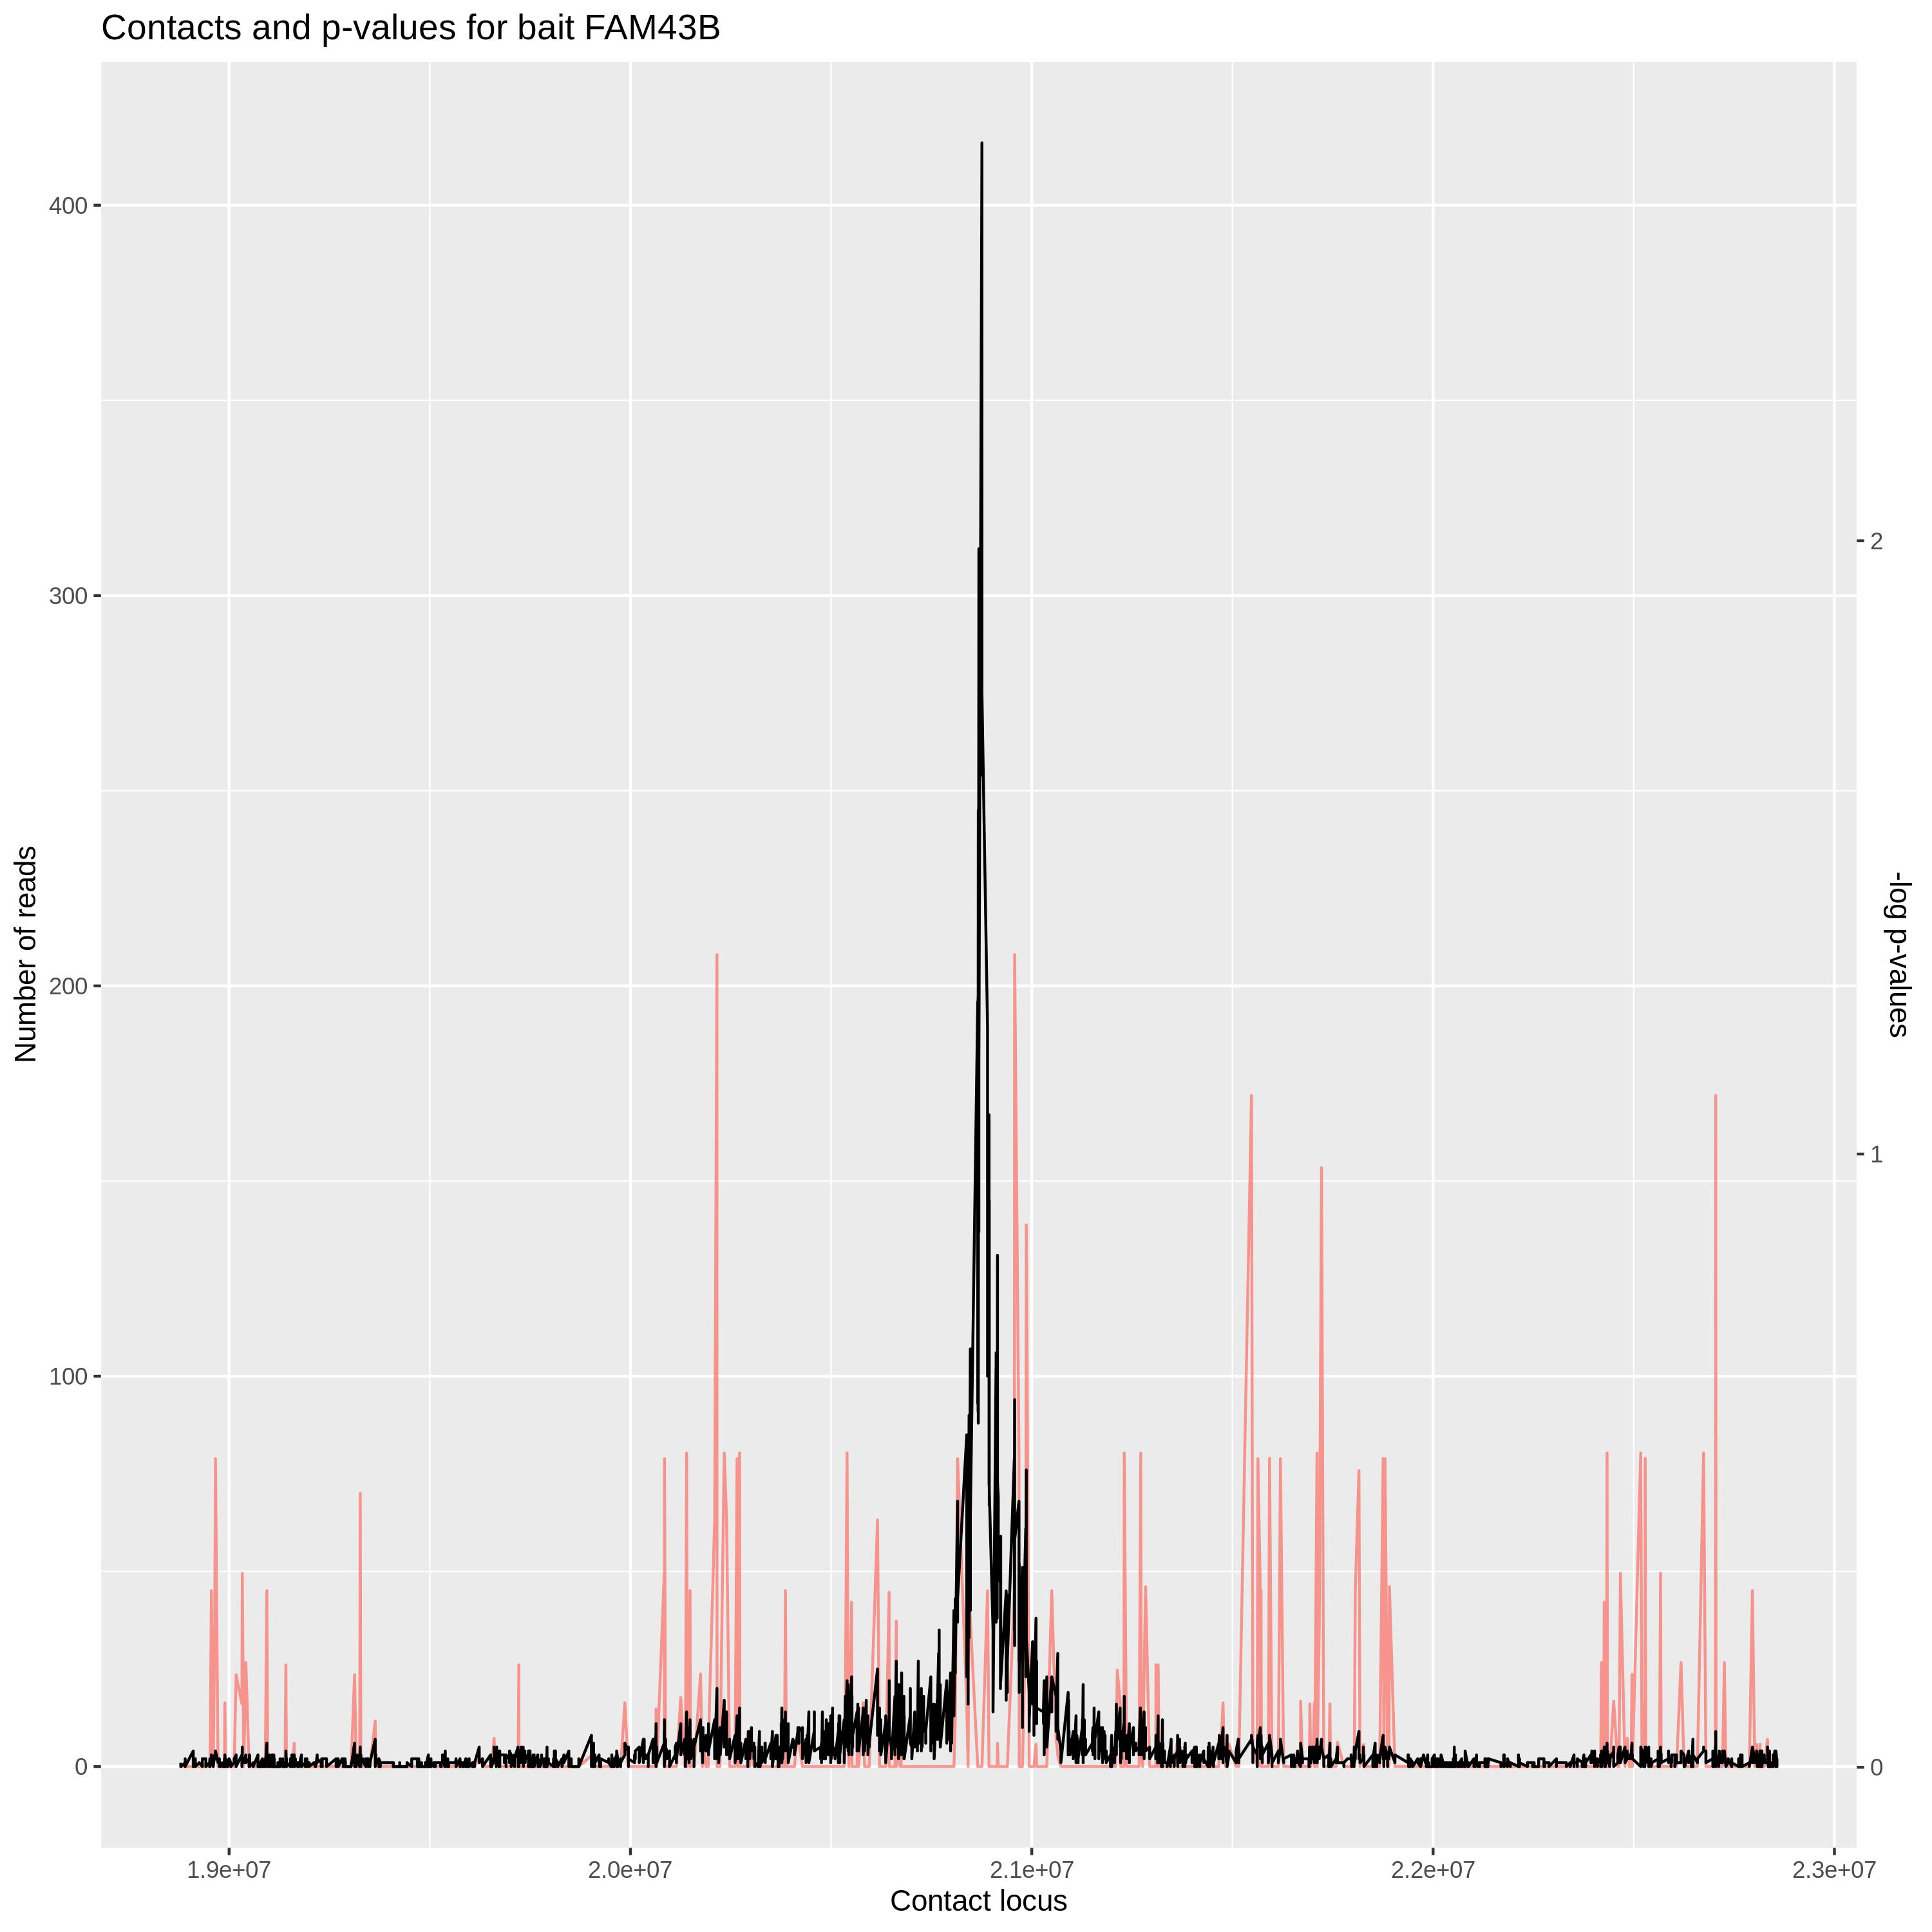 Contacts and p-values for bait FAM43B
400
300
200
100
0
Number of reads
2
1
0
-log p-values
1.9e+07
2.0e+07
2.1e+07
2.2e+07
2.3e+07
Contact locus